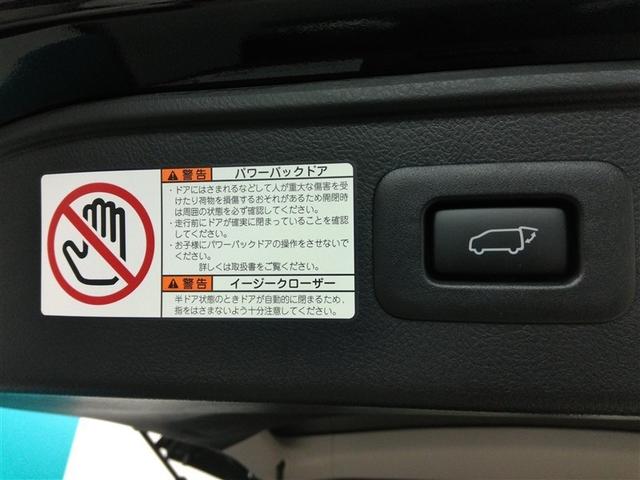 警告 パワーバックドア
・ドアにはさまれるなどして人が重大な傷害を受
けたり荷物を損傷するおそれがあるため開閉時
は周囲の状態を必ず確認してください。
・走行前にドアが確実に閉まっていることを確認
してください。
・お子様にパワーバックドアの操作をさせないで
ください。
詳しくは取扱書をご覧ください。
警告 イージークローザー
半ドア状態のときドアが自動的に閉まるため、
指をはさまないよう十分注意してください。